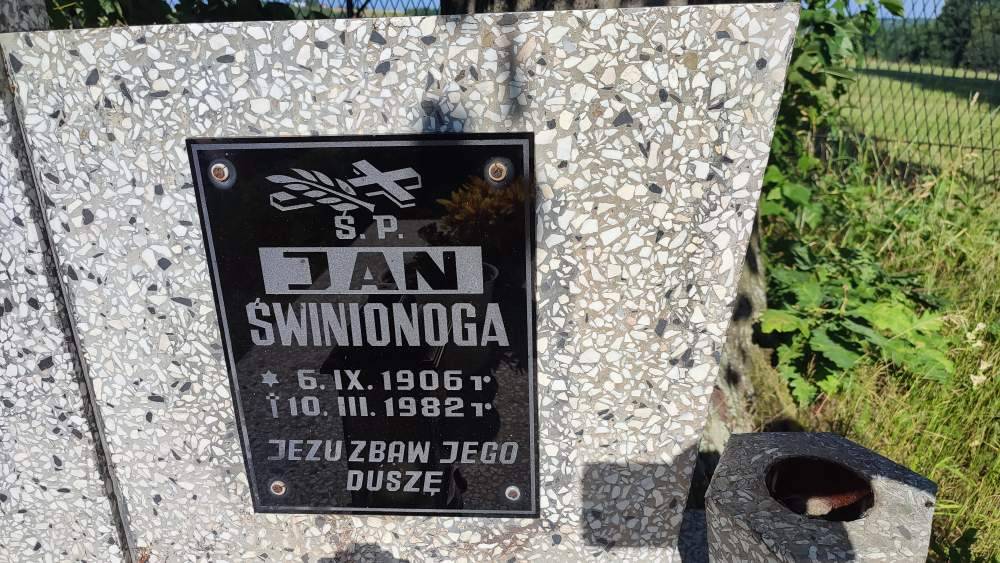 Ś. P.
JAN
ŚWINIONOGA
* 6. IX. 1906 r.
† 10. III. 1982 r.
JEZU ZBAW JEGO
DUSZĘ